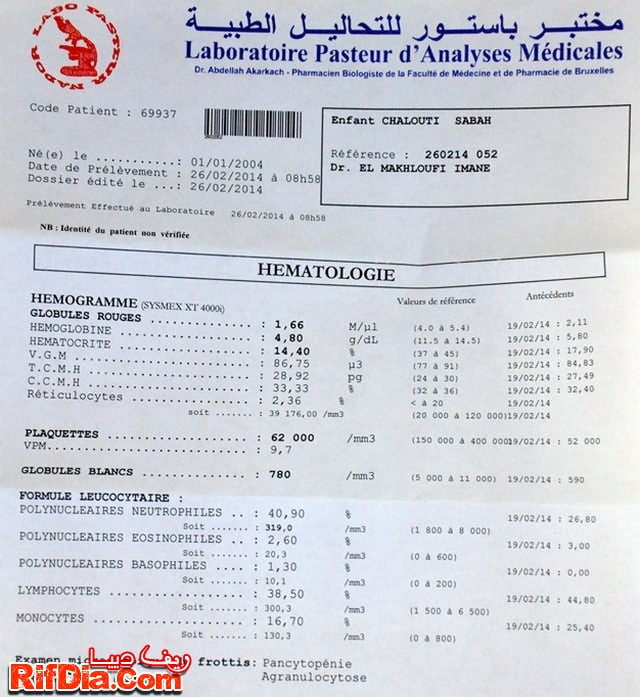 مختبر باستور للتحاليل الطبية
Laboratoire Pasteur d'Analyses Médicales
Dr. Abdellah Akarkach - Pharmacien Biologiste de la Faculté de Médecine et de Pharmacie de Bruxelles
LABO PASTEUR
NADOR
Code Patient : 69937
Enfant CHALOUTI SABAH
Référence : 260214 052
Dr. EL MAKHLOUFI IMANE
Né(e) le ...........: 01/01/2004
Date de Prélèvement : 26/02/2014 à 08h58
Dossier édité le ...: 26/02/2014
Prélèvement Effectué au Laboratoire 26/02/2014 à 08h58
NB : Identité du patient non vérifiée
HEMATOLOGIE
HEMOGRAMME (SYSMEX XT 4000i) Valeurs de référence Antécédents
GLOBULES ROUGES .............. : 1,66 M/µl (4.0 à 5.4) 19/02/14 : 2,11
HEMOGLOBINE .................. : 4,80 g/dL (11.5 à 14.5) 19/02/14 : 5,80
HEMATOCRITE .................. : 14,40 % (37 à 45) 19/02/14 : 17,90
V.G.M ........................ : 86,75 µ3 (77 à 91) 19/02/14 : 84,83
T.C.M.H ...................... : 28,92 pg (24 à 30) 19/02/14 : 27,49
C.C.M.H ...................... : 33,33 % (32 à 36) 19/02/14 : 32,40
Réticulocytes ................ : 2,36 % < à 20 19/02/14
soit ....... : 39 176,00 /mm3 (20 000 à 120 000) 19/02/14
PLAQUETTES ................... : 62 000 /mm3 (150 000 à 400 000) 19/02/14 : 52 000
VPM........................... : 9,7
GLOBULES BLANCS .............. : 780 /mm3 (5 000 à 11 000) 19/02/14 : 590
FORMULE LEUCOCYTAIRE :
POLYNUCLEAIRES NEUTROPHILES .. : 40,90 % 19/02/14 : 26,80
Soit ....... : 319,0 /mm3 (1 800 à 8 000)
POLYNUCLEAIRES EOSINOPHILES .. : 2,60 % 19/02/14 : 3,00
Soit ....... : 20,3 /mm3 (0 à 600)
POLYNUCLEAIRES BASOPHILES .... : 1,30 % 19/02/14 : 0,00
Soit ....... : 10,1 /mm3 (0 à 200)
LYMPHOCYTES .................. : 38,50 % 19/02/14 : 44,80
Soit ....... : 300,3 /mm3 (1 500 à 6 500)
MONOCYTES .................... : 16,70 % 19/02/14 : 25,40
Soit ....... : 130,3 /mm3 (0 à 800)
Examen frottis: Pancytopénie
Agranulocytose
ريف ديبا
RifDia.Com